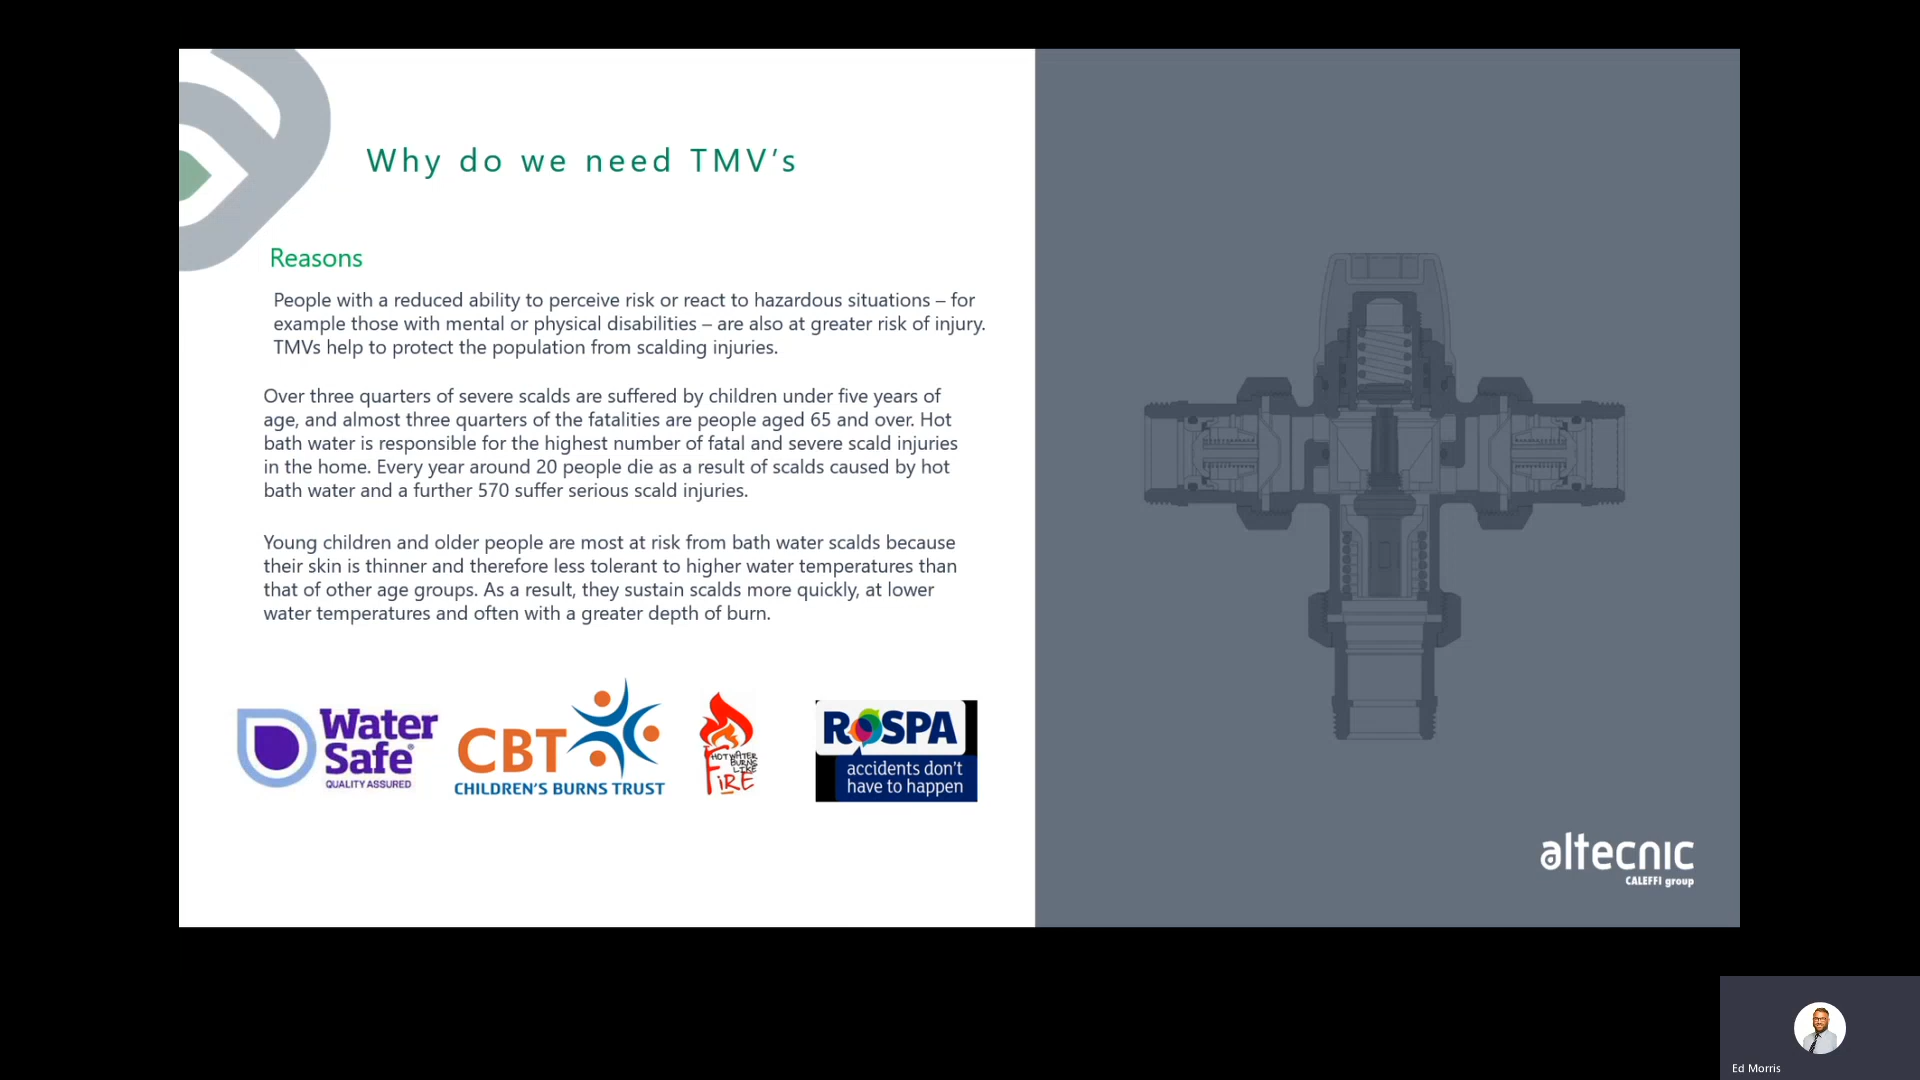 Why do we need TMV’s
Reasons
People with a reduced ability to perceive risk or react to hazardous situations – for
example those with mental or physical disabilities – are also at greater risk of injury.
TMVs help to protect the population from scalding injuries.
Over three quarters of severe scalds are suffered by children under five years of
age, and almost three quarters of the fatalities are people aged 65 and over. Hot
bath water is responsible for the highest number of fatal and severe scald injuries
in the home. Every year around 20 people die as a result of scalds caused by hot
bath water and a further 570 suffer serious scald injuries.
Young children and older people are most at risk from bath water scalds because
their skin is thinner and therefore less tolerant to higher water temperatures than
that of other age groups. As a result, they sustain scalds more quickly, at lower
water temperatures and often with a greater depth of burn.
Water
Safe®
QUALITY ASSURED
CBT
CHILDREN'S BURNS TRUST
HOT WATER
BURNS
LIKE
FiRE
RoSPA
accidents don't
have to happen
altecnic
CALEFFI group
Ed Morris